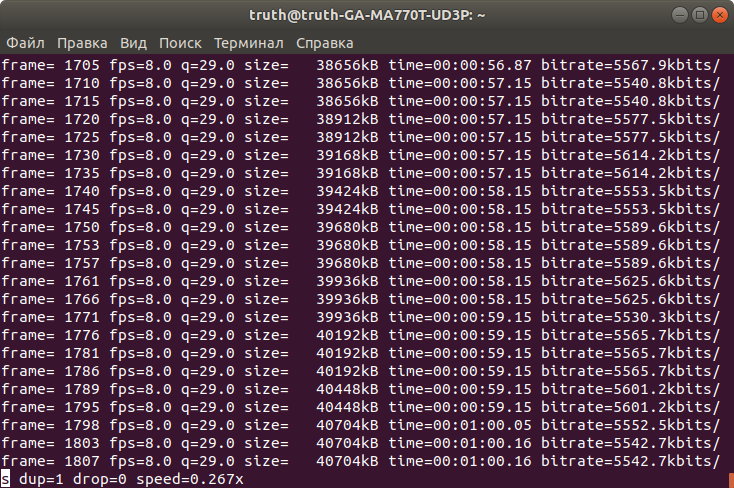 truth@truth-GA-MA770T-UD3P: ~
Файл Правка Вид Поиск Терминал Справка
frame= 1705 fps=8.0 q=29.0 size=   38656kB time=00:00:56.87 bitrate=5567.9kbits/
frame= 1710 fps=8.0 q=29.0 size=   38656kB time=00:00:57.15 bitrate=5540.8kbits/
frame= 1715 fps=8.0 q=29.0 size=   38656kB time=00:00:57.15 bitrate=5540.8kbits/
frame= 1720 fps=8.0 q=29.0 size=   38912kB time=00:00:57.15 bitrate=5577.5kbits/
frame= 1725 fps=8.0 q=29.0 size=   38912kB time=00:00:57.15 bitrate=5577.5kbits/
frame= 1730 fps=8.0 q=29.0 size=   39168kB time=00:00:57.15 bitrate=5614.2kbits/
frame= 1735 fps=8.0 q=29.0 size=   39168kB time=00:00:57.15 bitrate=5614.2kbits/
frame= 1740 fps=8.0 q=29.0 size=   39424kB time=00:00:58.15 bitrate=5553.5kbits/
frame= 1745 fps=8.0 q=29.0 size=   39424kB time=00:00:58.15 bitrate=5553.5kbits/
frame= 1750 fps=8.0 q=29.0 size=   39680kB time=00:00:58.15 bitrate=5589.6kbits/
frame= 1753 fps=8.0 q=29.0 size=   39680kB time=00:00:58.15 bitrate=5589.6kbits/
frame= 1757 fps=8.0 q=29.0 size=   39680kB time=00:00:58.15 bitrate=5589.6kbits/
frame= 1761 fps=8.0 q=29.0 size=   39936kB time=00:00:58.15 bitrate=5625.6kbits/
frame= 1766 fps=8.0 q=29.0 size=   39936kB time=00:00:58.15 bitrate=5625.6kbits/
frame= 1771 fps=8.0 q=29.0 size=   39936kB time=00:00:59.15 bitrate=5530.3kbits/
frame= 1776 fps=8.0 q=29.0 size=   40192kB time=00:00:59.15 bitrate=5565.7kbits/
frame= 1781 fps=8.0 q=29.0 size=   40192kB time=00:00:59.15 bitrate=5565.7kbits/
frame= 1786 fps=8.0 q=29.0 size=   40192kB time=00:00:59.15 bitrate=5565.7kbits/
frame= 1789 fps=8.0 q=29.0 size=   40448kB time=00:00:59.15 bitrate=5601.2kbits/
frame= 1795 fps=8.0 q=29.0 size=   40448kB time=00:00:59.15 bitrate=5601.2kbits/
frame= 1798 fps=8.0 q=29.0 size=   40704kB time=00:01:00.05 bitrate=5552.5kbits/
frame= 1803 fps=8.0 q=29.0 size=   40704kB time=00:01:00.16 bitrate=5542.7kbits/
frame= 1807 fps=8.0 q=29.0 size=   40704kB time=00:01:00.16 bitrate=5542.7kbits/
s dup=1 drop=0 speed=0.267x